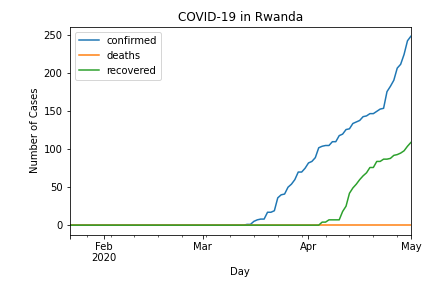 COVID-19 in Rwanda
confirmed
deaths
recovered
Number of Cases
250
200
150
100
50
0
Feb
2020
Mar
Apr
May
Day